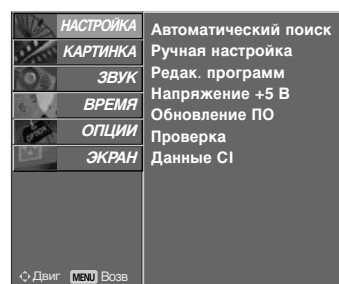 НАСТРОЙКА
КАРТИНКА
ЗВУК
ВРЕМЯ
ОПЦИИ
ЭКРАН
Автоматический поиск
Ручная настройка
Редак. программ
Напряжение +5 В
Обновление ПО
Проверка
Данные CI
Двиг MENU Возв